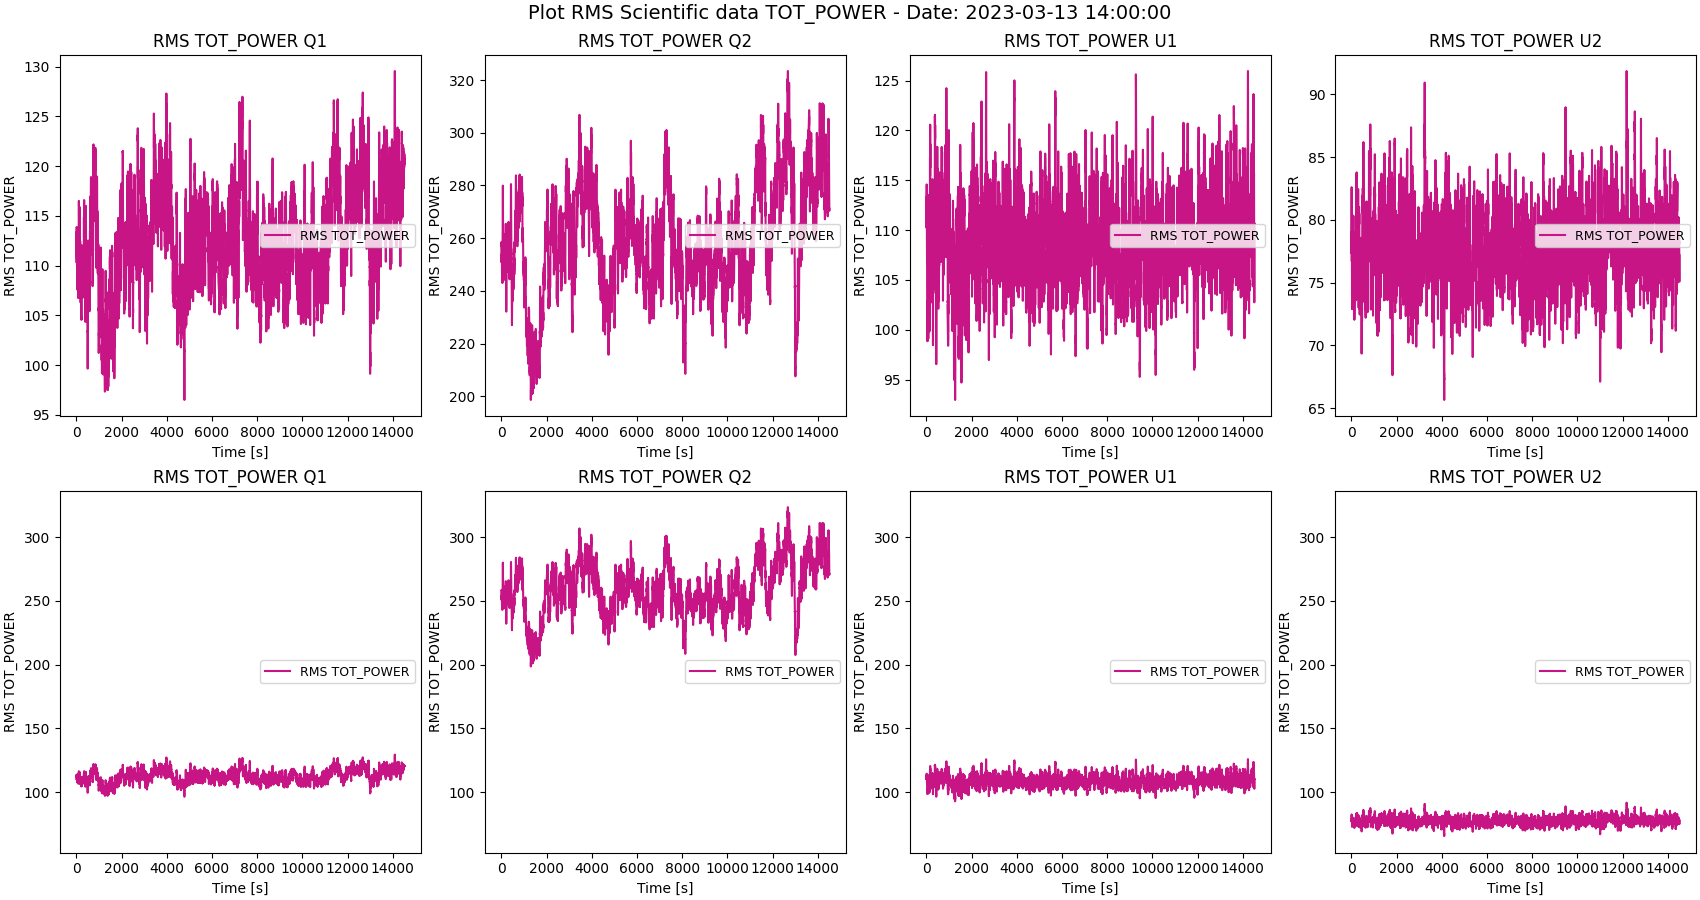 Plot RMS Scientific data TOT_POWER - Date: 2023-03-13 14:00:00
RMS TOT_POWER Q1
RMS TOT_POWER
130
125
120
115
110
105
100
95
RMS TOT_POWER
0 2000 4000 6000 8000 10000 12000 14000
Time [s]
RMS TOT_POWER Q2
RMS TOT_POWER
320
300
280
260
240
220
200
RMS TOT_POWER
0 2000 4000 6000 8000 10000 12000 14000
Time [s]
RMS TOT_POWER U1
125
120
115
110
105
100
95
RMS TOT_POWER
RMS TOT_POWER
0 2000 4000 6000 8000 10000 12000 14000
Time [s]
RMS TOT_POWER U2
RMS TOT_POWER
90
85
80
75
70
65
RMS TOT_POWER
0 2000 4000 6000 8000 10000 12000 14000
Time [s]
RMS TOT_POWER Q1
RMS TOT_POWER
300
250
200
150
100
RMS TOT_POWER
0 2000 4000 6000 8000 10000 12000 14000
Time [s]
RMS TOT_POWER Q2
RMS TOT_POWER
300
250
200
150
100
RMS TOT_POWER
0 2000 4000 6000 8000 10000 12000 14000
Time [s]
RMS TOT_POWER U1
RMS TOT_POWER
300
250
200
150
100
RMS TOT_POWER
0 2000 4000 6000 8000 10000 12000 14000
Time [s]
RMS TOT_POWER U2
RMS TOT_POWER
300
250
200
150
100
RMS TOT_POWER
0 2000 4000 6000 8000 10000 12000 14000
Time [s]